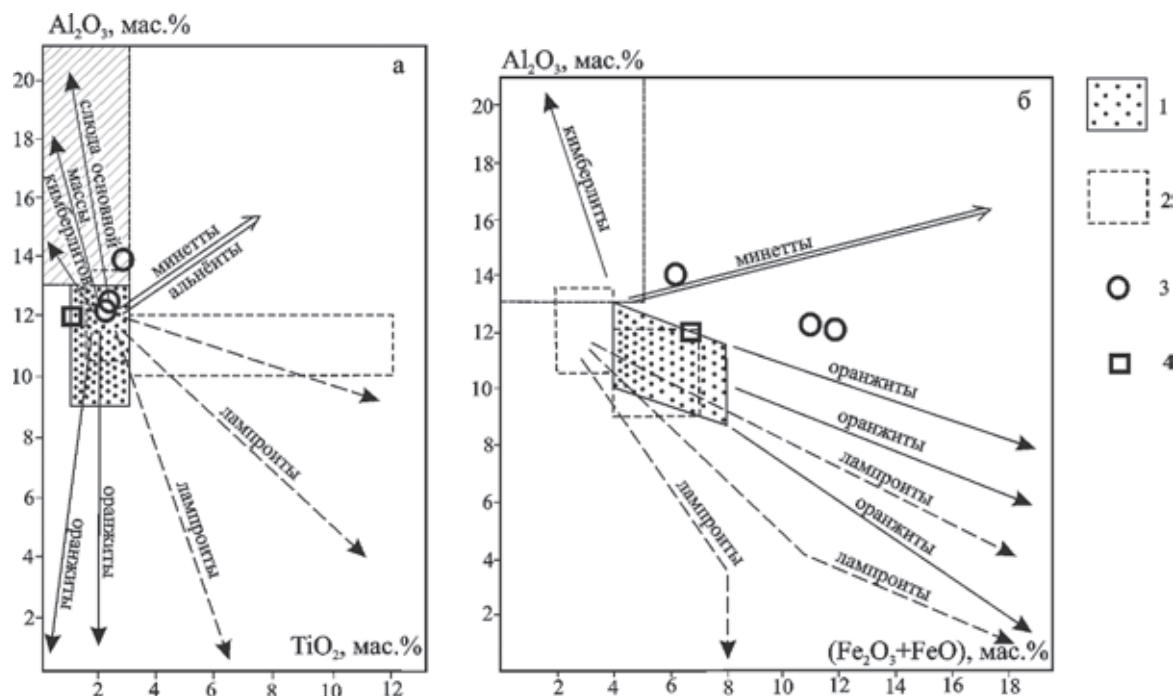 Al₂O₃, мас.%
а
20
18
16
14
12
10
8
6
4
2
слюда основной
массы
кимберлитов
минетты
альнёиты
лампроиты
лампроиты
оранжиты
оранжиты
TiO₂, мас.%
2 4 6 8 10 12
Al₂O₃, мас.%
б
20
18
16
14
12
10
8
6
4
2
кимберлиты
минетты
оранжиты
оранжиты
лампроиты
оранжиты
лампроиты
лампроиты
(Fe₂O₃+FeO), мас.%
2 4 6 8 10 12 14 16 18
1
2
3
4